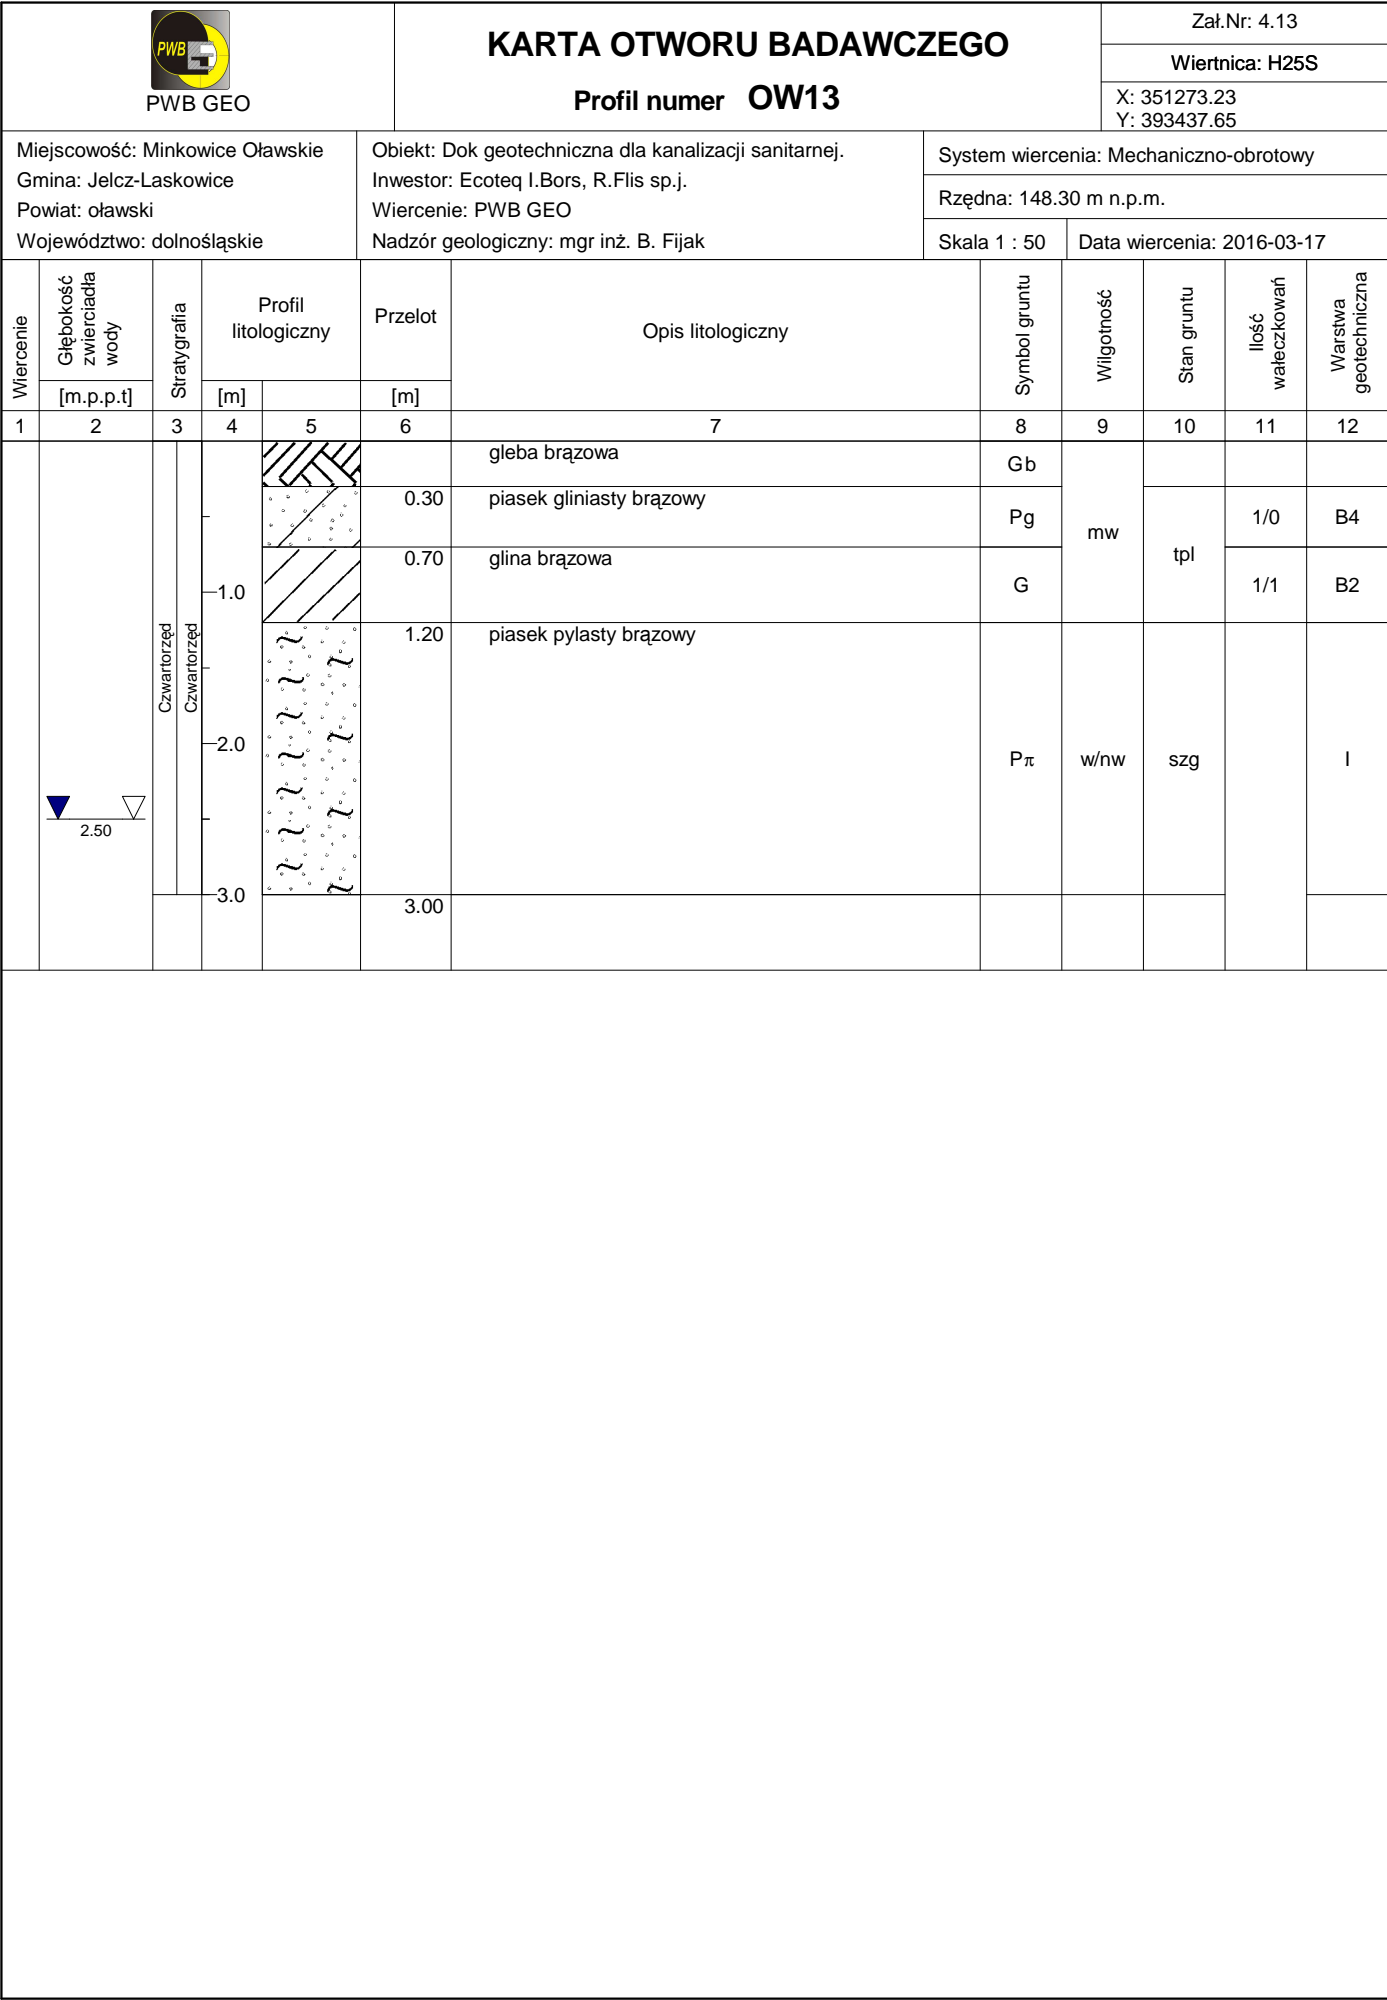 PWB
PWB GEO
KARTA OTWORU BADAWCZEGO
Profil numer OW13
Zał.Nr: 4.13
Wiertnica: H25S
X: 351273.23
Y: 393437.65
Miejscowość: Minkowice Oławskie
Gmina: Jelcz-Laskowice
Powiat: oławski
Województwo: dolnośląskie
Obiekt: Dok geotechniczna dla kanalizacji sanitarnej.
Inwestor: Ecoteq I.Bors, R.Flis sp.j.
Wiercenie: PWB GEO
Nadzór geologiczny: mgr inż. B. Fijak
System wiercenia: Mechaniczno-obrotowy
Rzędna: 148.30 m n.p.m.
Skala 1 : 50
Data wiercenia: 2016-03-17
Wiercenie
Głębokość
zwierciadła
wody
[m.p.p.t]
Stratygrafia
Profil
litologiczny
[m]
Przelot
[m]
Opis litologiczny
Symbol gruntu
Wilgotność
Stan gruntu
Ilość
wałeczkowań
Warstwa
geotechniczna
1 2 3 4 5 6 7 8 9 10 11 12
gleba brązowa Gb
0.30 piasek gliniasty brązowy Pg 1/0 B4
mw
tpl
0.70 glina brązowa G 1/1 B2
1.0
1.20 piasek pylasty brązowy
Czwartorzęd
Czwartorzęd
2.0
Pπ w/nw szg I
2.50
3.0
3.00